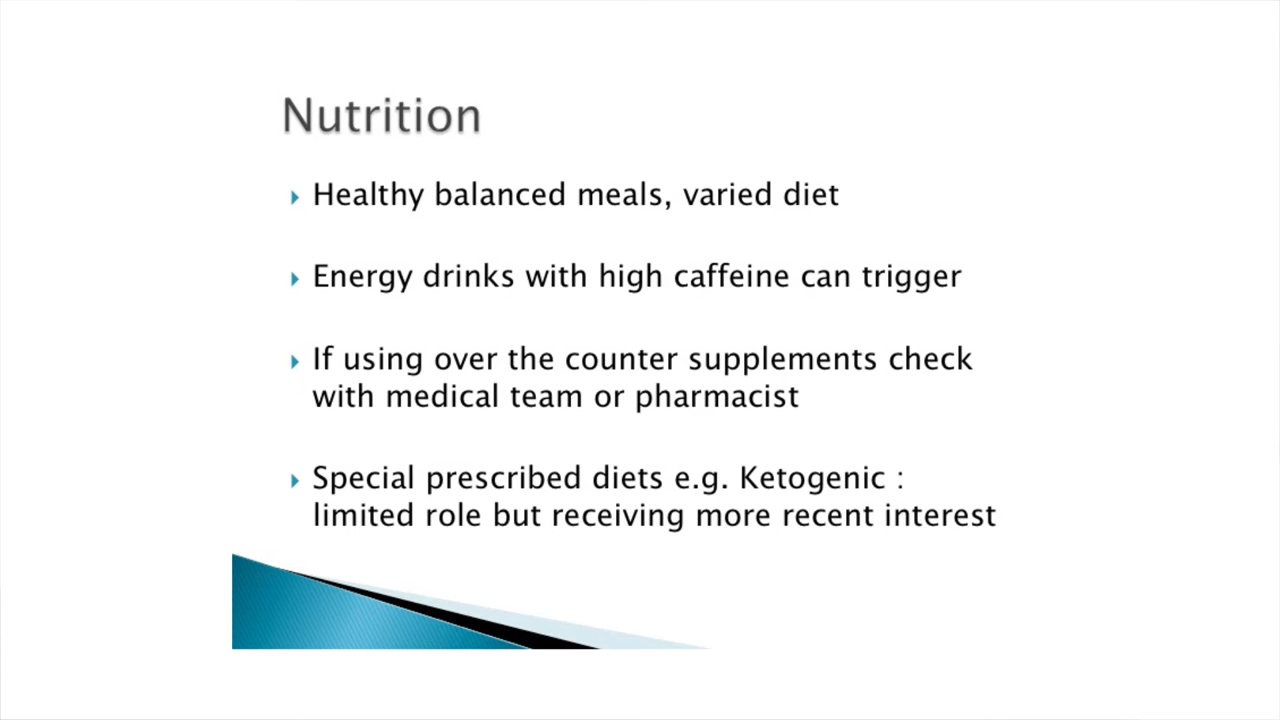 Nutrition
Healthy balanced meals, varied diet
Energy drinks with high caffeine can trigger
If using over the counter supplements check
with medical team or pharmacist
Special prescribed diets e.g. Ketogenic :
limited role but receiving more recent interest